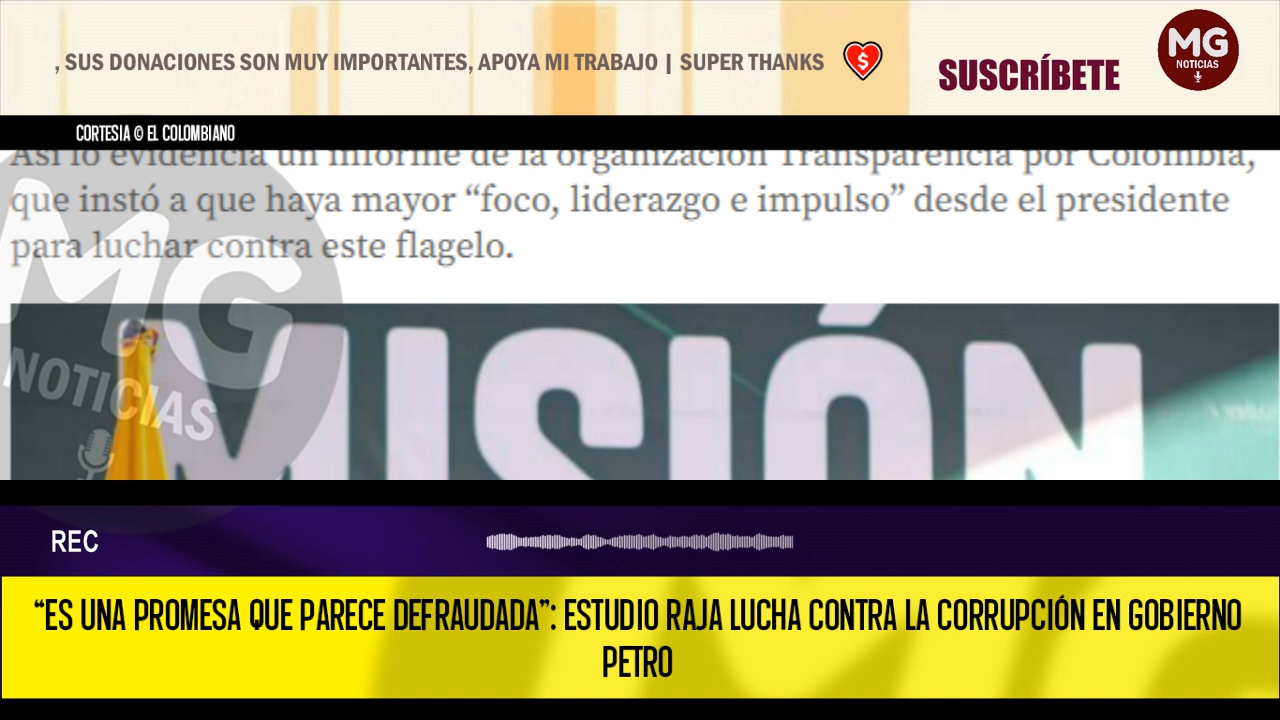 , SUS DONACIONES SON MUY IMPORTANTES, APOYA MI TRABAJO | SUPER THANKS
$
SUSCRÍBETE
MG
NOTICIAS
CORTESIA © EL COLOMBIANO
Así lo evidencia un informe de la organización Transparencia por Colombia,
que instó a que haya mayor “foco, liderazgo e impulso” desde el presidente
para luchar contra este flagelo.
MG
NOTICIAS
MISIÓN
REC
“ES UNA PROMESA QUE PARECE DEFRAUDADA”: ESTUDIO RAJA LUCHA CONTRA LA CORRUPCIÓN EN GOBIERNO
PETRO